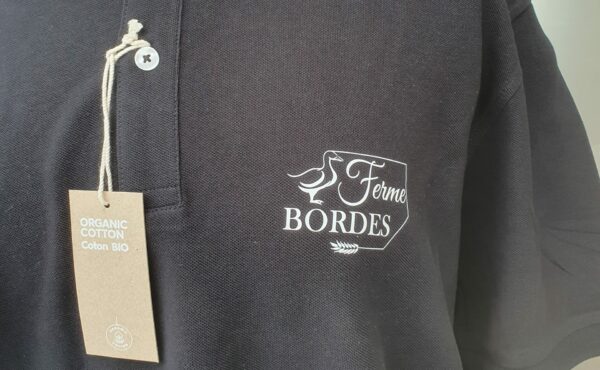 ORGANIC
COTTON
Coton BIO
Ferme
BORDES